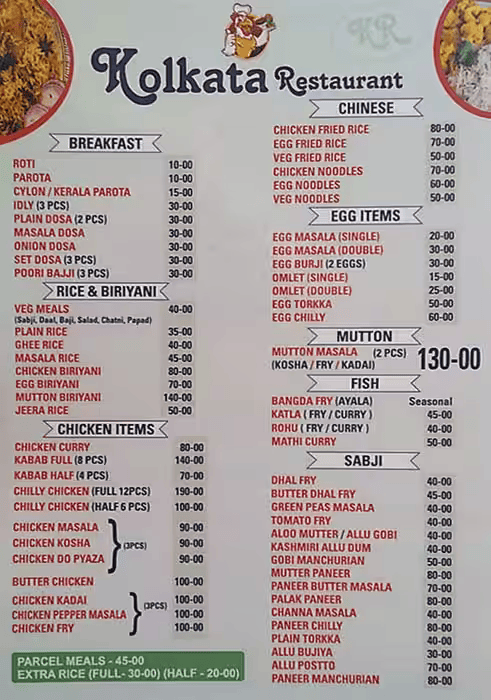 KR
Kolkata Restaurant
BREAKFAST
ROTI 10-00
PAROTA 10-00
CYLON / KERALA PAROTA 15-00
IDLY (3 PCS) 30-00
PLAIN DOSA (2 PCS) 30-00
MASALA DOSA 30-00
ONION DOSA 30-00
SET DOSA (3 PCS) 30-00
POORI BAJJI (3 PCS) 30-00
RICE & BIRIYANI
VEG MEALS 40-00
(Sabji, Daal, Baji, Salad, Chatni, Papad)
PLAIN RICE 35-00
GHEE RICE 40-00
MASALA RICE 45-00
CHICKEN BIRIYANI 80-00
EGG BIRIYANI 70-00
MUTTON BIRIYANI 140-00
JEERA RICE 50-00
CHICKEN ITEMS
CHICKEN CURRY 80-00
KABAB FULL (8 PCS) 140-00
KABAB HALF (4 PCS) 70-00
CHILLY CHICKEN (FULL 12PCS) 190-00
CHILLY CHICKEN (HALF 6 PCS) 100-00
CHICKEN MASALA 90-00
CHICKEN KOSHA (3PCS) 90-00
CHICKEN DO PYAZA 90-00
BUTTER CHICKEN 100-00
CHICKEN KADAI 100-00
CHICKEN PEPPER MASALA (3PCS) 100-00
CHICKEN FRY 100-00
PARCEL MEALS - 45-00
EXTRA RICE (FULL- 30-00) (HALF - 20-00)
CHINESE
CHICKEN FRIED RICE 80-00
EGG FRIED RICE 70-00
VEG FRIED RICE 50-00
CHICKEN NOODLES 70-00
EGG NOODLES 60-00
VEG NOODLES 50-00
EGG ITEMS
EGG MASALA (SINGLE) 20-00
EGG MASALA (DOUBLE) 30-00
EGG BURJI (2 EGGS) 30-00
OMLET (SINGLE) 15-00
OMLET (DOUBLE) 25-00
EGG TORKKA 50-00
EGG CHILLY 60-00
MUTTON
MUTTON MASALA (2 PCS) 130-00
(KOSHA / FRY / KADAI)
FISH
BANGDA FRY (AYALA) Seasonal
KATLA ( FRY / CURRY ) 45-00
ROHU ( FRY / CURRY ) 40-00
MATHI CURRY 50-00
SABJI
DHAL FRY 40-00
BUTTER DHAL FRY 45-00
GREEN PEAS MASALA 40-00
TOMATO FRY 40-00
ALOO MUTTER / ALLU GOBI 40-00
KASHMIRI ALLU DUM 40-00
GOBI MANCHURIAN 50-00
MUTTER PANEER 80-00
PANEER BUTTER MASALA 70-00
PALAK PANEER 80-00
CHANNA MASALA 40-00
PANEER CHILLY 80-00
PLAIN TORKKA 40-00
ALLU BUJIYA 30-00
ALLU POSTTO 70-00
PANEER MANCHURIAN 80-00